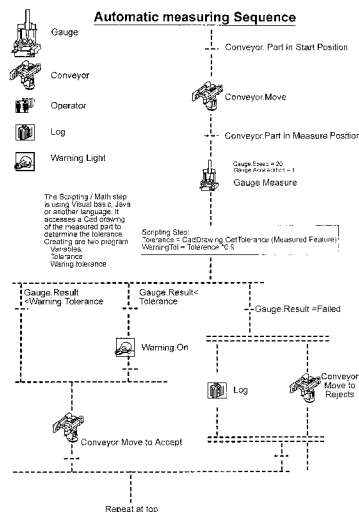 Automatic measuring Sequence
Gauge
Conveyor
Operator
Log
Warning Light
Conveyor. Part in Start Position
Conveyor.Move
Conveyor.Part in Measure Position
Gauge.Speed = 20
Gauge = 1
Gauge Measure
The Scripting / Math step
is using Visual basic, Java
or another language. It
accesses a Cad drawing
of the measured part to
determine the tolerance.
Creating are two program
Variables.
Tolerance
Waring tolerance
Scripting Step:
Tolerance = CadDrawing.GetTolerance (Measured Feature)
WarningTol = Tolerance *0.9
Gauge.Result
<Warning Tolerance
Gauge.Result<
Tolerance
Gauge.Result =Failed
Warning.On
Log
Conveyor
Move to
Rejects
Conveyor Move to Accept
Repeat at top